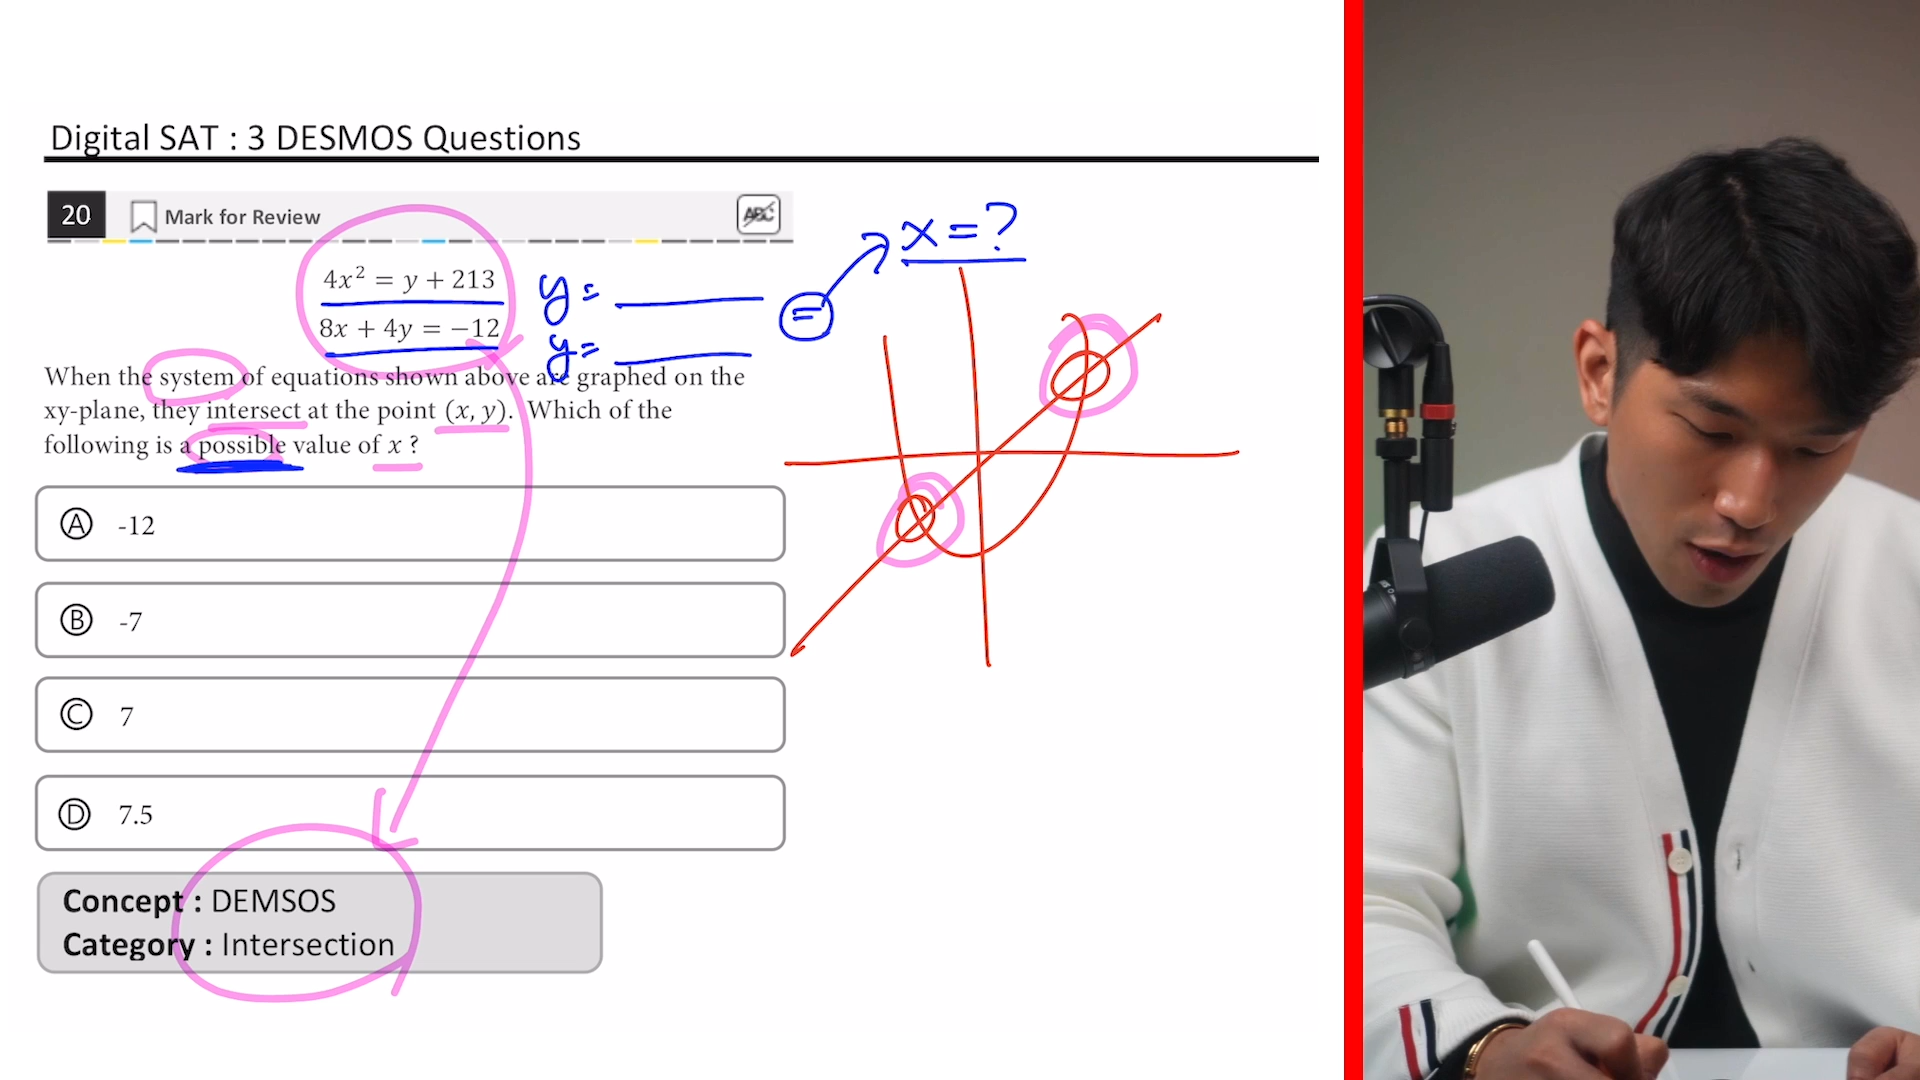 Digital SAT : 3 DESMOS Questions
20 Mark for Review ABC
x = ?
4x² = y + 213 y =
=
8x + 4y = −12 y =
When the system of equations shown above are graphed on the
xy-plane, they intersect at the point (x, y). Which of the
following is a possible value of x ?
A -12
B -7
C 7
D 7.5
Concept : DEMSOS
Category : Intersection